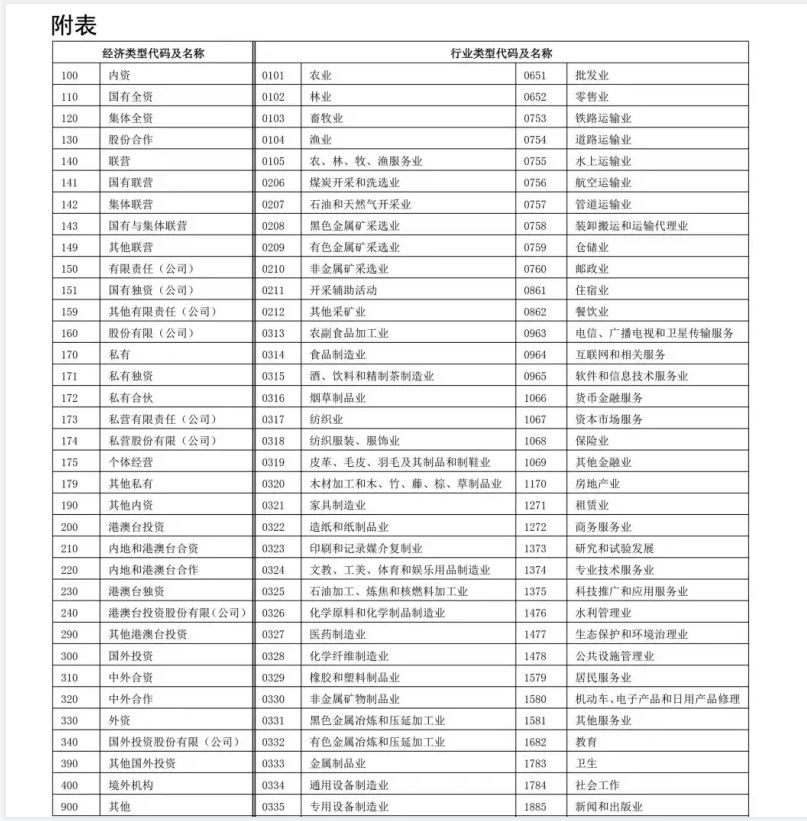 附表
经济类型代码及名称 行业类型代码及名称
100 内资 0101 农业 0651 批发业
110 国有全资 0102 林业 0652 零售业
120 集体全资 0103 畜牧业 0753 铁路运输业
130 股份合作 0104 渔业 0754 道路运输业
140 联营 0105 农、林、牧、渔服务业 0755 水上运输业
141 国有联营 0206 煤炭开采和洗选业 0756 航空运输业
142 集体联营 0207 石油和天然气开采业 0757 管道运输业
143 国有与集体联营 0208 黑色金属矿采选业 0758 装卸搬运和运输代理业
149 其他联营 0209 有色金属矿采选业 0759 仓储业
150 有限责任（公司） 0210 非金属矿采选业 0760 邮政业
151 国有独资（公司） 0211 开采辅助活动 0861 住宿业
159 其他有限责任（公司） 0212 其他采矿业 0862 餐饮业
160 股份有限（公司） 0313 农副食品加工业 0963 电信、广播电视和卫星传输服务
170 私有 0314 食品制造业 0964 互联网和相关服务
171 私有独资 0315 酒、饮料和精制茶制造业 0965 软件和信息技术服务业
172 私有合伙 0316 烟草制品业 1066 货币金融服务
173 私营有限责任（公司） 0317 纺织业 1067 资本市场服务
174 私营股份有限（公司） 0318 纺织服装、服饰业 1068 保险业
175 个体经营 0319 皮革、毛皮、羽毛及其制品和制鞋业 1069 其他金融业
179 其他私有 0320 木材加工和木、竹、藤、棕、草制品业 1170 房地产业
190 其他内资 0321 家具制造业 1271 租赁业
200 港澳台投资 0322 造纸和纸制品业 1272 商务服务业
210 内地和港澳台合资 0323 印刷和记录媒介复制业 1373 研究和试验发展
220 内地和港澳台合作 0324 文教、工美、体育和娱乐用品制造业 1374 专业技术服务业
230 港澳台独资 0325 石油加工、炼焦和核燃料加工业 1375 科技推广和应用服务业
240 港澳台投资股份有限（公司） 0326 化学原料和化学制品制造业 1476 水利管理业
290 其他港澳台投资 0327 医药制造业 1477 生态保护和环境治理业
300 国外投资 0328 化学纤维制造业 1478 公共设施管理业
310 中外合资 0329 橡胶和塑料制品业 1579 居民服务业
320 中外合作 0330 非金属矿物制品业 1580 机动车、电子产品和日用产品修理
330 外资 0331 黑色金属冶炼和压延加工业 1581 其他服务业
340 国外投资股份有限（公司） 0332 有色金属冶炼和压延加工业 1682 教育
390 其他国外投资 0333 金属制品业 1783 卫生
400 境外机构 0334 通用设备制造业 1784 社会工作
900 其他 0335 专用设备制造业 1885 新闻和出版业